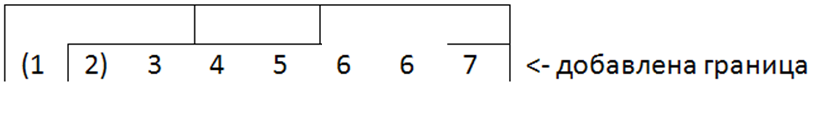 (1 2) 3 4 5 6 6 7 <- добавлена граница